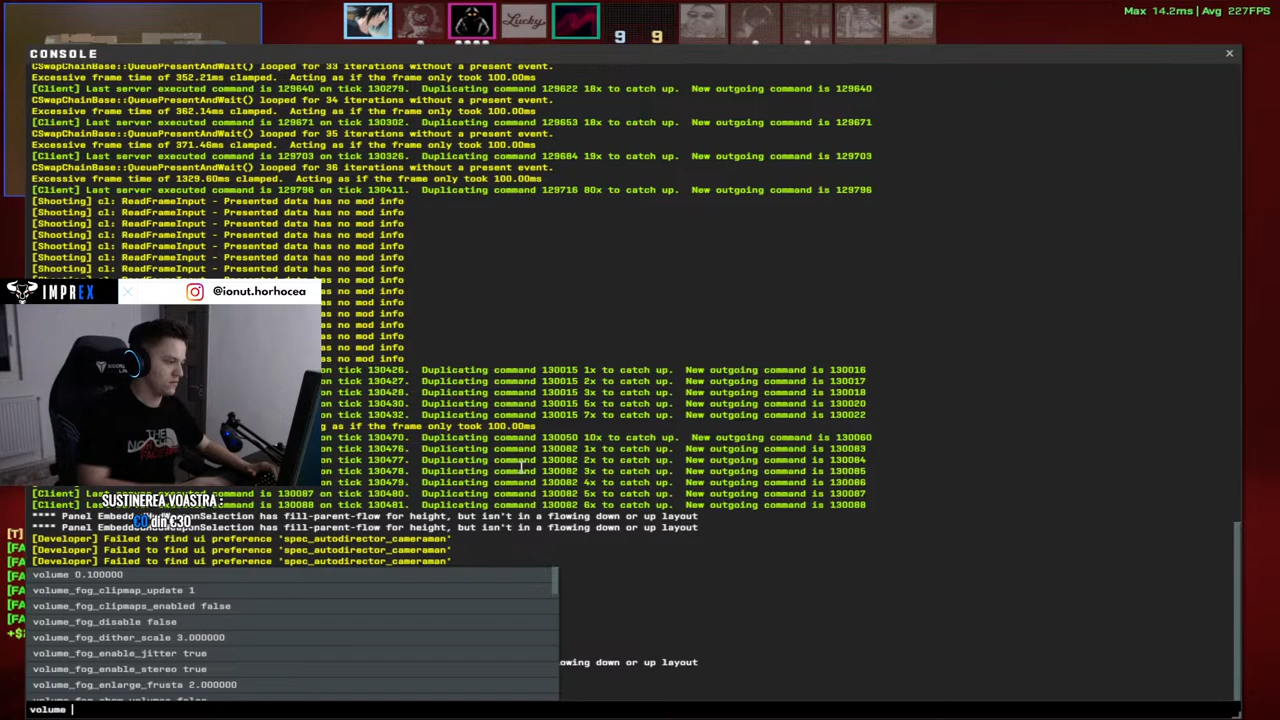 Max 14.2ms | Avg 227FPS
Lucky
9 9
CONSOLE
CSwapChainBase::QueuePresentAndWait() looped for 33 iterations without a present event.
Excessive frame time of 352.21ms clamped.  Acting as if the frame only took 100.00ms
[Client] Last server executed command is 129640 on tick 130279.  Duplicating command 129622 18x to catch up.  New outgoing command is 129640
CSwapChainBase::QueuePresentAndWait() looped for 34 iterations without a present event.
Excessive frame time of 362.14ms clamped.  Acting as if the frame only took 100.00ms
[Client] Last server executed command is 129671 on tick 130302.  Duplicating command 129653 18x to catch up.  New outgoing command is 129671
CSwapChainBase::QueuePresentAndWait() looped for 35 iterations without a present event.
Excessive frame time of 371.46ms clamped.  Acting as if the frame only took 100.00ms
[Client] Last server executed command is 129703 on tick 130326.  Duplicating command 129684 19x to catch up.  New outgoing command is 129703
CSwapChainBase::QueuePresentAndWait() looped for 36 iterations without a present event.
Excessive frame time of 1329.60ms clamped.  Acting as if the frame only took 100.00ms
[Client] Last server executed command is 129796 on tick 130411.  Duplicating command 129716 80x to catch up.  New outgoing command is 129796
[Shooting] cl: ReadFrameInput - Presented data has no mod info
[Shooting] cl: ReadFrameInput - Presented data has no mod info
[Shooting] cl: ReadFrameInput - Presented data has no mod info
[Shooting] cl: ReadFrameInput - Presented data has no mod info
[Shooting] cl: ReadFrameInput - Presented data has no mod info
[Shooting] cl: ReadFrameInput - Presented data has no mod info
[Shooting] cl: ReadFrameInput - Presented data has no mod info
has no mod info
IMPREX
@ionut.horhocea
as no mod info
as no mod info
as no mod info
as no mod info
as no mod info
as no mod info
on tick 130426.  Duplicating command 130015 1x to catch up.  New outgoing command is 130016
on tick 130427.  Duplicating command 130015 2x to catch up.  New outgoing command is 130017
on tick 130428.  Duplicating command 130015 3x to catch up.  New outgoing command is 130018
on tick 130430.  Duplicating command 130015 5x to catch up.  New outgoing command is 130020
on tick 130432.  Duplicating command 130015 7x to catch up.  New outgoing command is 130022
g as if the frame only took 100.00ms
on tick 130470.  Duplicating command 130050 10x to catch up.  New outgoing command is 130060
on tick 130476.  Duplicating command 130082 1x to catch up.  New outgoing command is 130083
on tick 130477.  Duplicating command 130082 2x to catch up.  New outgoing command is 130084
on tick 130478.  Duplicating command 130082 3x to catch up.  New outgoing command is 130085
on tick 130479.  Duplicating command 130082 4x to catch up.  New outgoing command is 130086
[Client] Last 130087 on tick 130480.  Duplicating command 130082 5x to catch up.  New outgoing command is 130087
[Client] Last 130088 on tick 130481.  Duplicating command 130082 6x to catch up.  New outgoing command is 130088
SUSȚINEREA VOASTRĂ :
€0 din €30
**** Panel has fill-parent-flow for height, but isn't in a flowing down or up layout
**** Panel has fill-parent-flow for height, but isn't in a flowing down or up layout
[Developer] Failed to find ui preference 'spec_autodirector_cameraman'
[Developer] Failed to find ui preference 'spec_autodirector_cameraman'
[Developer] Failed to find ui preference 'spec_autodirector_cameraman'
[T]
[FA
[FA
[FA
[FA
[FA
volume 0.100000
volume_fog_clipmap_update 1
volume_fog_clipmaps_enabled false
volume_fog_disable false
volume_fog_dither_scale 3.000000
volume_fog_enable_jitter true
owing down or up layout
volume_fog_enable_stereo true
volume_fog_enlarge_frusta 2.000000
volume